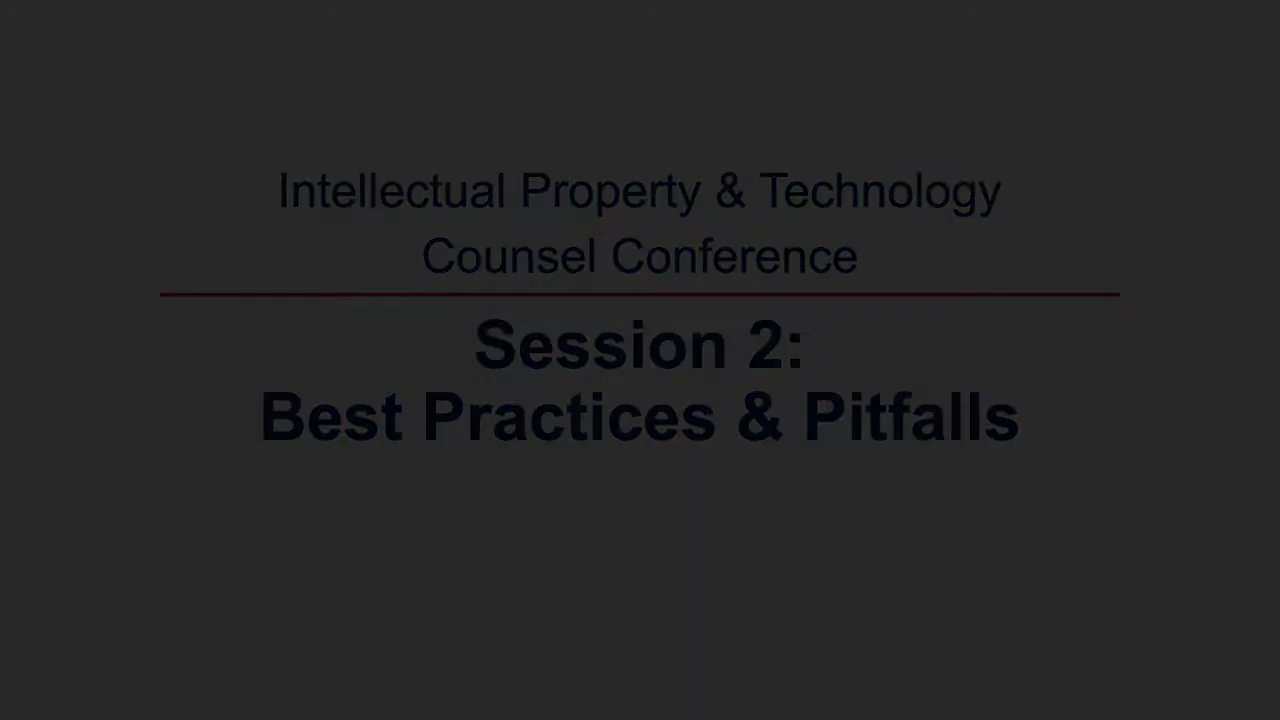 Intellectual Property & Technology
Counsel Conference
Session 2:
Best Practices & Pitfalls